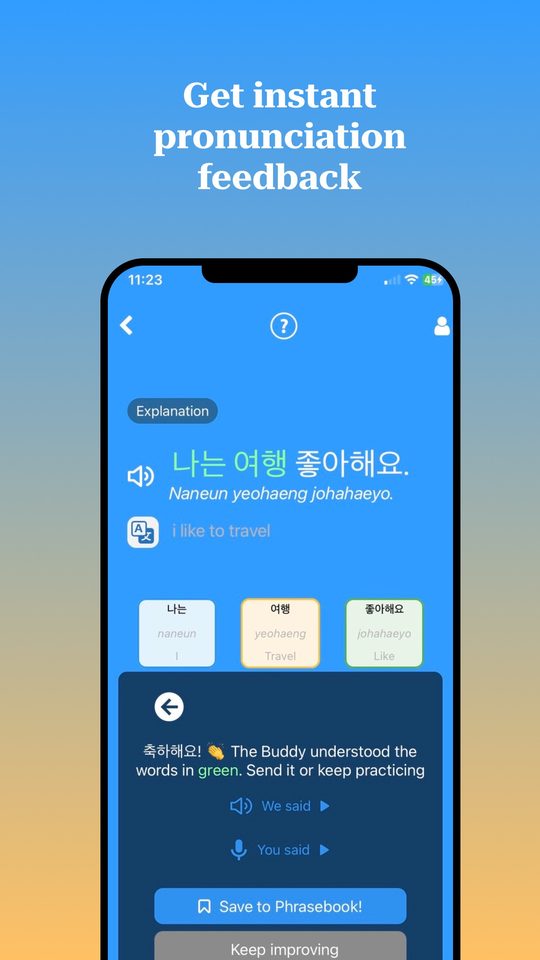 Get instant
pronunciation
feedback
11:23
45
?
Explanation
나는 여행 좋아해요.
Naneun yeohaeng johahaeyo.
i like to travel
나는
여행
좋아해요
naneun
yeohaeng
johahaeyo
I
Travel
Like
축하해요! 👏 The Buddy understood the
words in green. Send it or keep practicing
We said
You said
Save to Phrasebook!
Keep improving